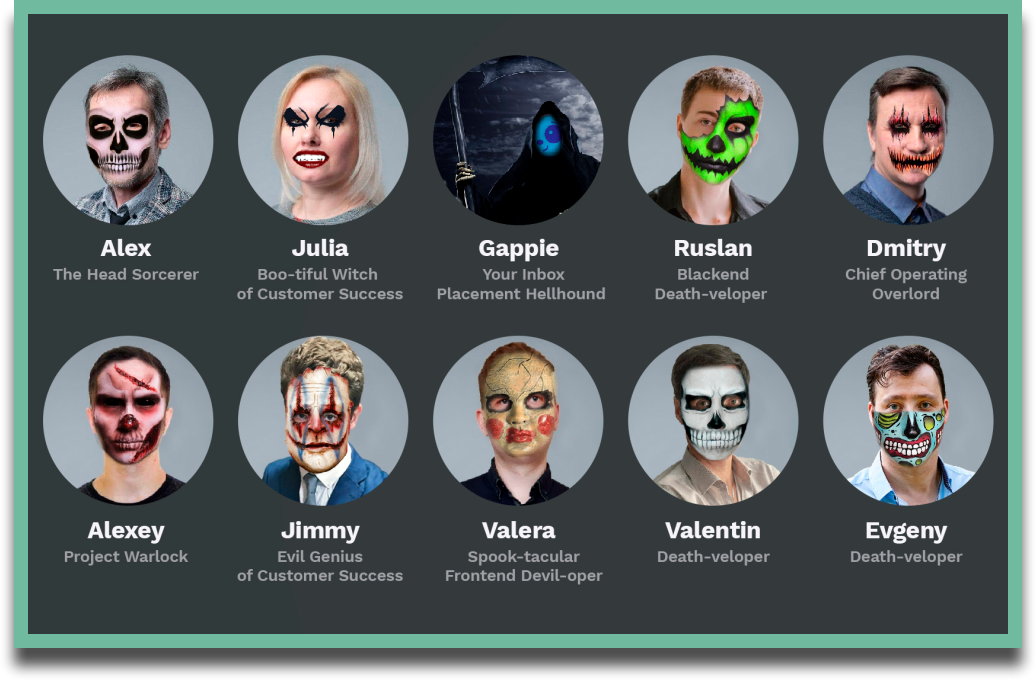 Alex
The Head Sorcerer
Julia
Boo-tiful Witch
of Customer Success
Gappie
Your Inbox
Placement Hellhound
Ruslan
Blackend
Death-veloper
Dmitry
Chief Operating
Overlord
Alexey
Project Warlock
Jimmy
Evil Genius
of Customer Success
Valera
Spook-tacular
Frontend Devil-oper
Valentin
Death-veloper
Evgeny
Death-veloper